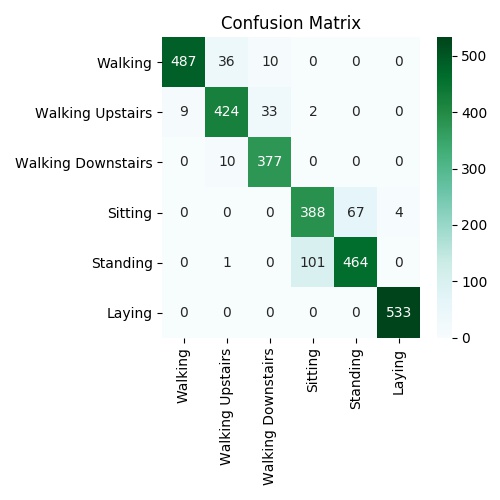 Confusion Matrix
Walking 487 36 10 0 0 0
Walking Upstairs 9 424 33 2 0 0
Walking Downstairs 0 10 377 0 0 0
Sitting 0 0 0 388 67 4
Standing 0 1 0 101 464 0
Laying 0 0 0 0 0 533
Walking
Walking Upstairs
Walking Downstairs
Sitting
Standing
Laying
500
400
300
200
100
0